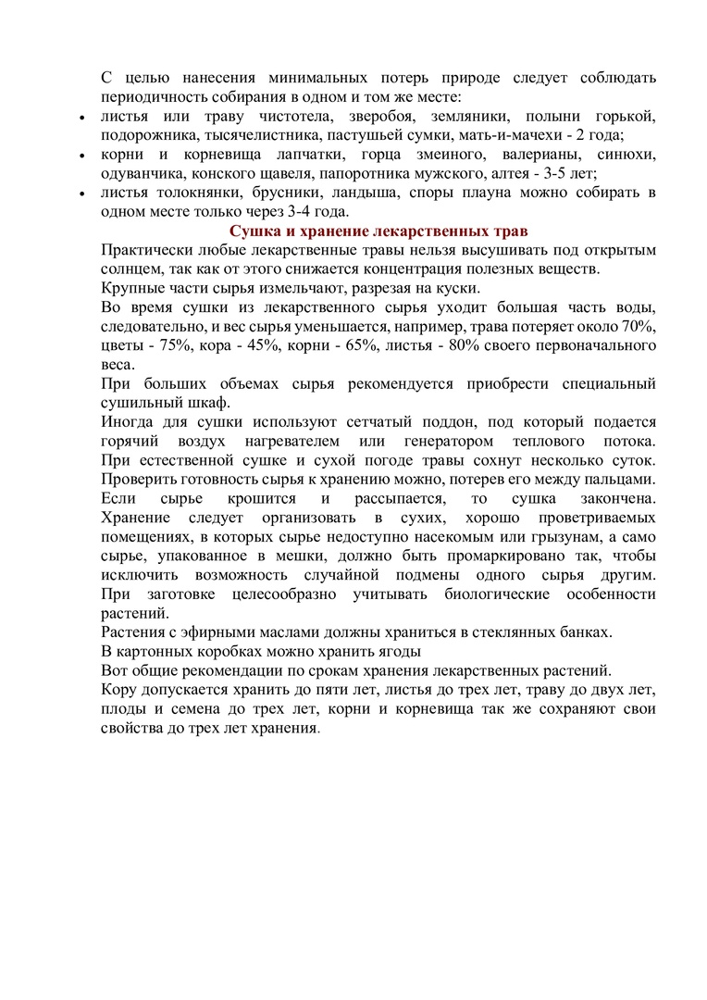 С целью нанесения минимальных потерь природе следует соблюдать
периодичность собирания в одном и том же месте:
• листья или траву чистотела, зверобоя, земляники, полыни горькой,
подорожника, тысячелистника, пастушьей сумки, мать-и-мачехи - 2 года;
• корни и корневища лапчатки, горца змеиного, валерианы, синюхи,
одуванчика, конского щавеля, папоротника мужского, алтея - 3-5 лет;
• листья толокнянки, брусники, ландыша, споры плауна можно собирать в
одном месте только через 3-4 года.
Сушка и хранение лекарственных трав
Практически любые лекарственные травы нельзя высушивать под открытым
солнцем, так как от этого снижается концентрация полезных веществ.
Крупные части сырья измельчают, разрезая на куски.
Во время сушки из лекарственного сырья уходит большая часть воды,
следовательно, и вес сырья уменьшается, например, трава потеряет около 70%,
цветы - 75%, кора - 45%, корни - 65%, листья - 80% своего первоначального
веса.
При больших объемах сырья рекомендуется приобрести специальный
сушильный шкаф.
Иногда для сушки используют сетчатый поддон, под который подается
горячий воздух нагревателем или генератором теплового потока.
При естественной сушке и сухой погоде травы сохнут несколько суток.
Проверить готовность сырья к хранению можно, потерев его между пальцами.
Если сырье крошится и рассыпается, то сушка закончена.
Хранение следует организовать в сухих, хорошо проветриваемых
помещениях, в которых сырье недоступно насекомым или грызунам, а само
сырье, упакованное в мешки, должно быть промаркировано так, чтобы
исключить возможность случайной подмены одного сырья другим.
При заготовке целесообразно учитывать биологические особенности
растений.
Растения с эфирными маслами должны храниться в стеклянных банках.
В картонных коробках можно хранить ягоды
Вот общие рекомендации по срокам хранения лекарственных растений.
Кору допускается хранить до пяти лет, листья до трех лет, траву до двух лет,
плоды и семена до трех лет, корни и корневища так же сохраняют свои
свойства до трех лет хранения.